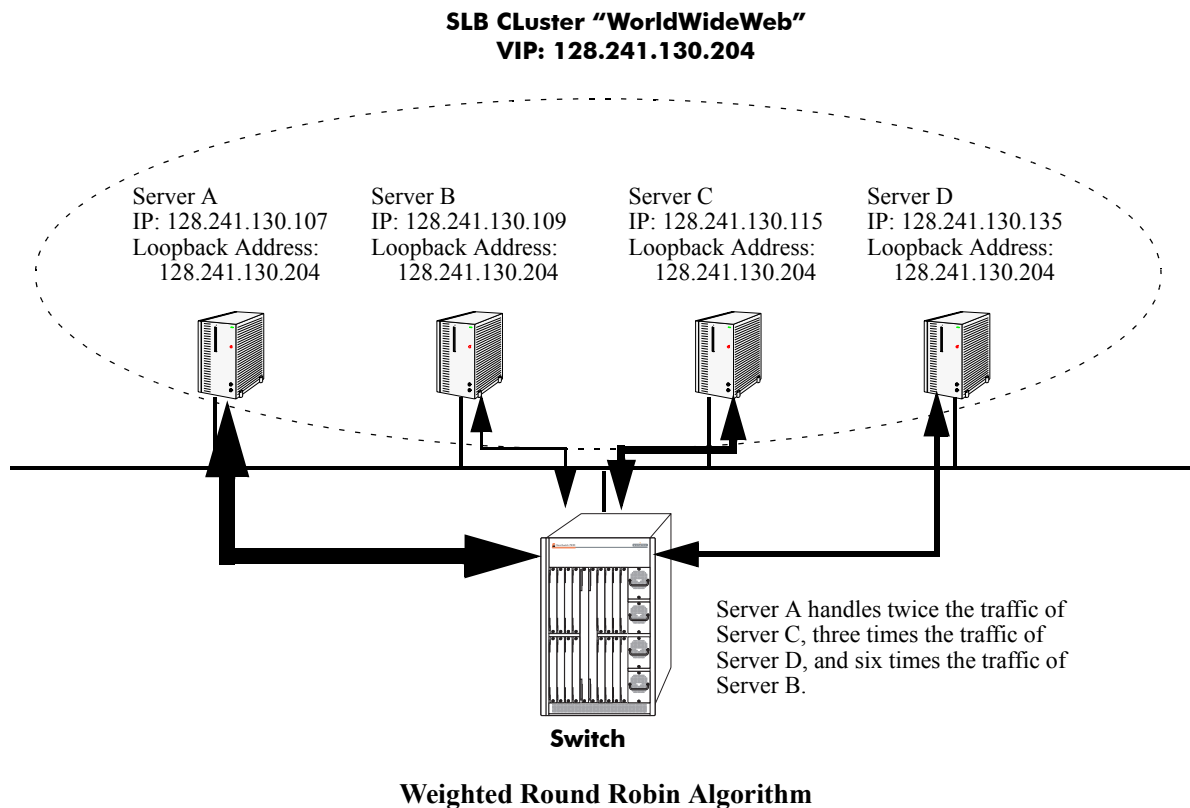 SLB CLuster “WorldWideWeb”
VIP: 128.241.130.204
Server A
IP: 128.241.130.107
Loopback Address:
128.241.130.204
Server B
IP: 128.241.130.109
Loopback Address:
128.241.130.204
Server C
IP: 128.241.130.115
Loopback Address:
128.241.130.204
Server D
IP: 128.241.130.135
Loopback Address:
128.241.130.204
Server A handles twice the traffic of
Server C, three times the traffic of
Server D, and six times the traffic of
Server B.
Switch
Weighted Round Robin Algorithm